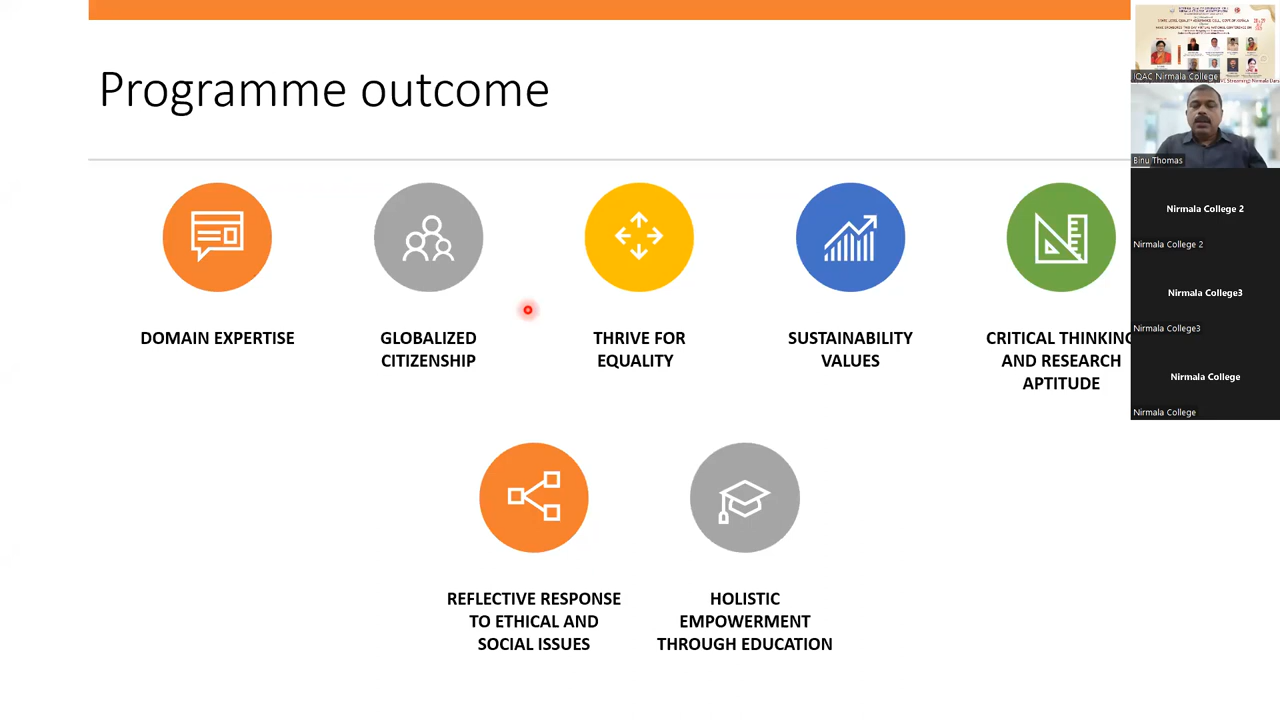 Programme outcome
DOMAIN EXPERTISE
GLOBALIZED
CITIZENSHIP
THRIVE FOR
EQUALITY
SUSTAINABILITY
VALUES
CRITICAL THINKING
AND RESEARCH
APTITUDE
REFLECTIVE RESPONSE
TO ETHICAL AND
SOCIAL ISSUES
HOLISTIC
EMPOWERMENT
THROUGH EDUCATION
IQAC Nirmala College
Binu Thomas
Nirmala College 2
Nirmala College 2
Nirmala College3
Nirmala College3
Nirmala College
Nirmala College